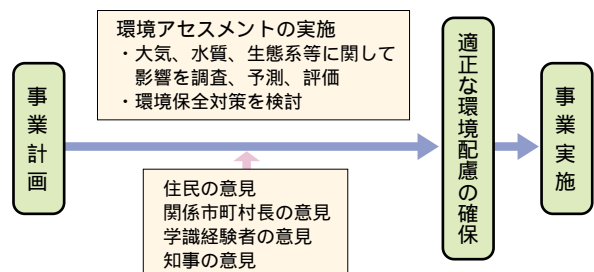 事業計画
環境アセスメントの実施
・大気、水質、生態系等に関して
影響を調査、予測、評価
・環境保全対策を検討
住民の意見
関係市町村長の意見
学識経験者の意見
知事の意見
適正な環境配慮の確保
事業実施